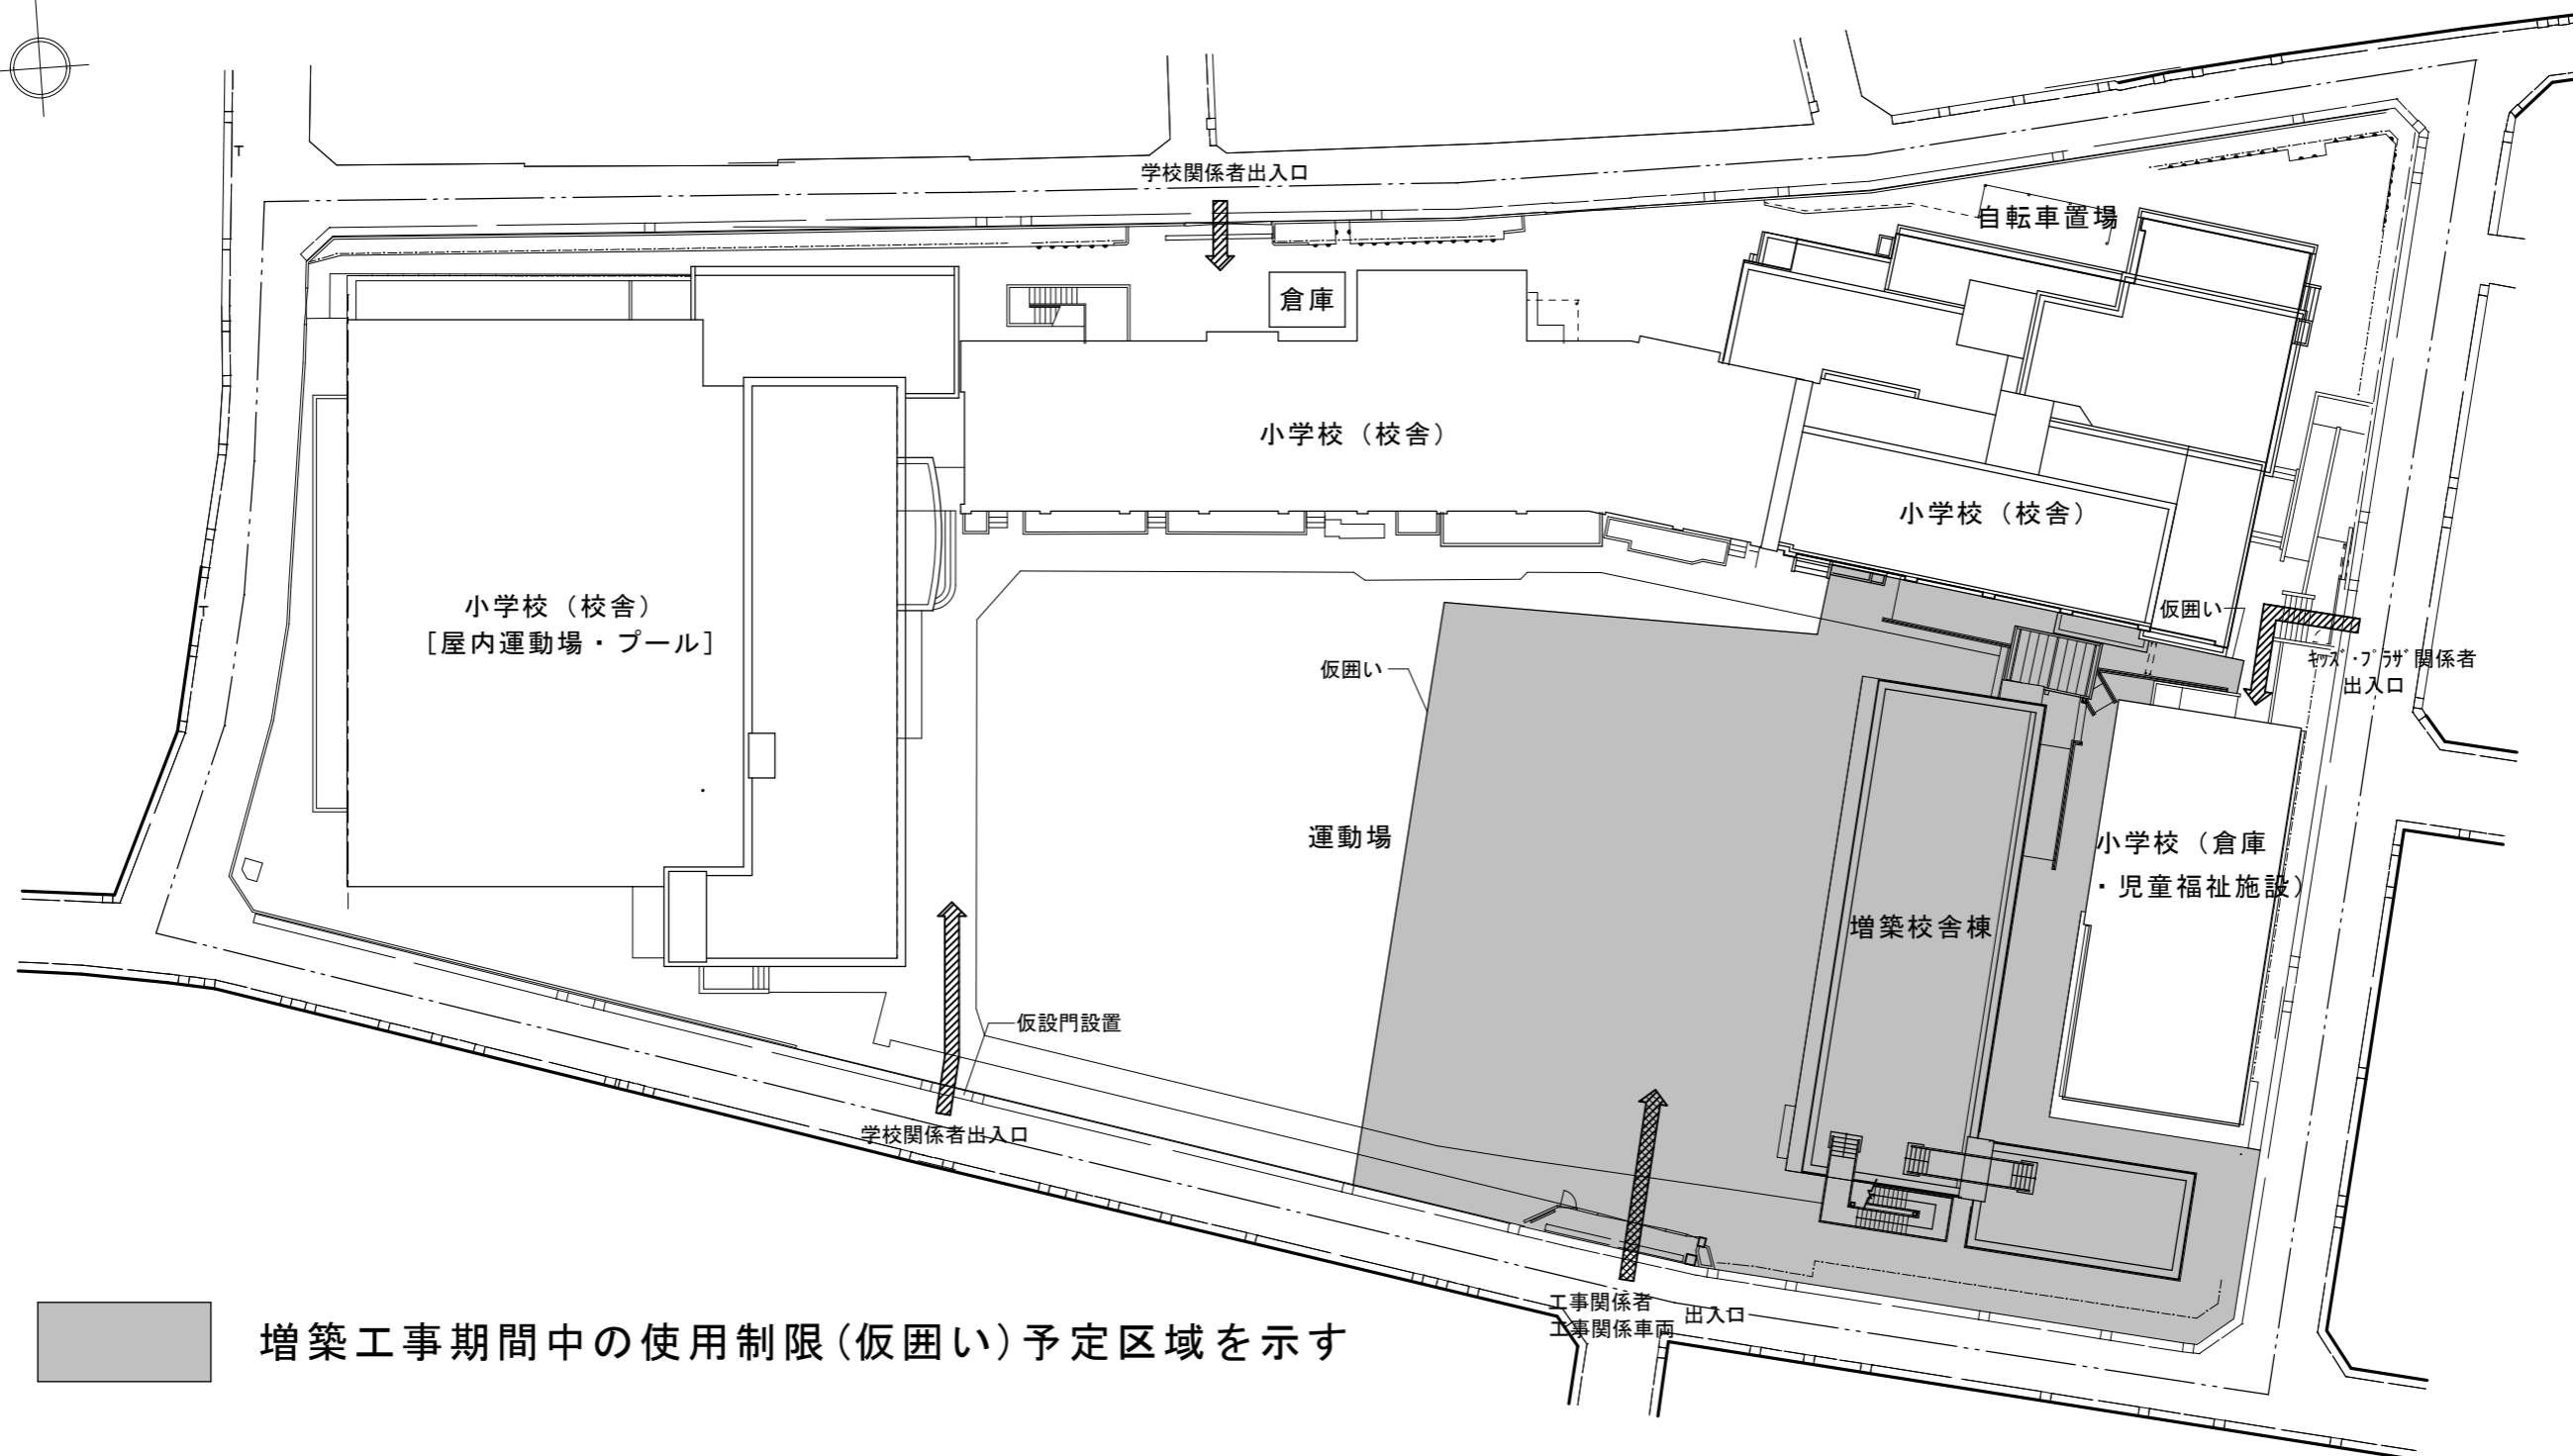 学校関係者出入口
自転車置場
倉庫
小学校（校舎）
小学校（校舎）
小学校（校舎）
［屋内運動場・プール］
仮囲い
仮囲い
ｷｯｽﾞ・ﾌﾟﾗｻﾞ関係者
出入口
運動場
小学校（倉庫
・児童福祉施設）
増築校舎棟
仮設門設置
学校関係者出入口
工事関係者
工事関係車両
出入口
増築工事期間中の使用制限(仮囲い)予定区域を示す
T
T